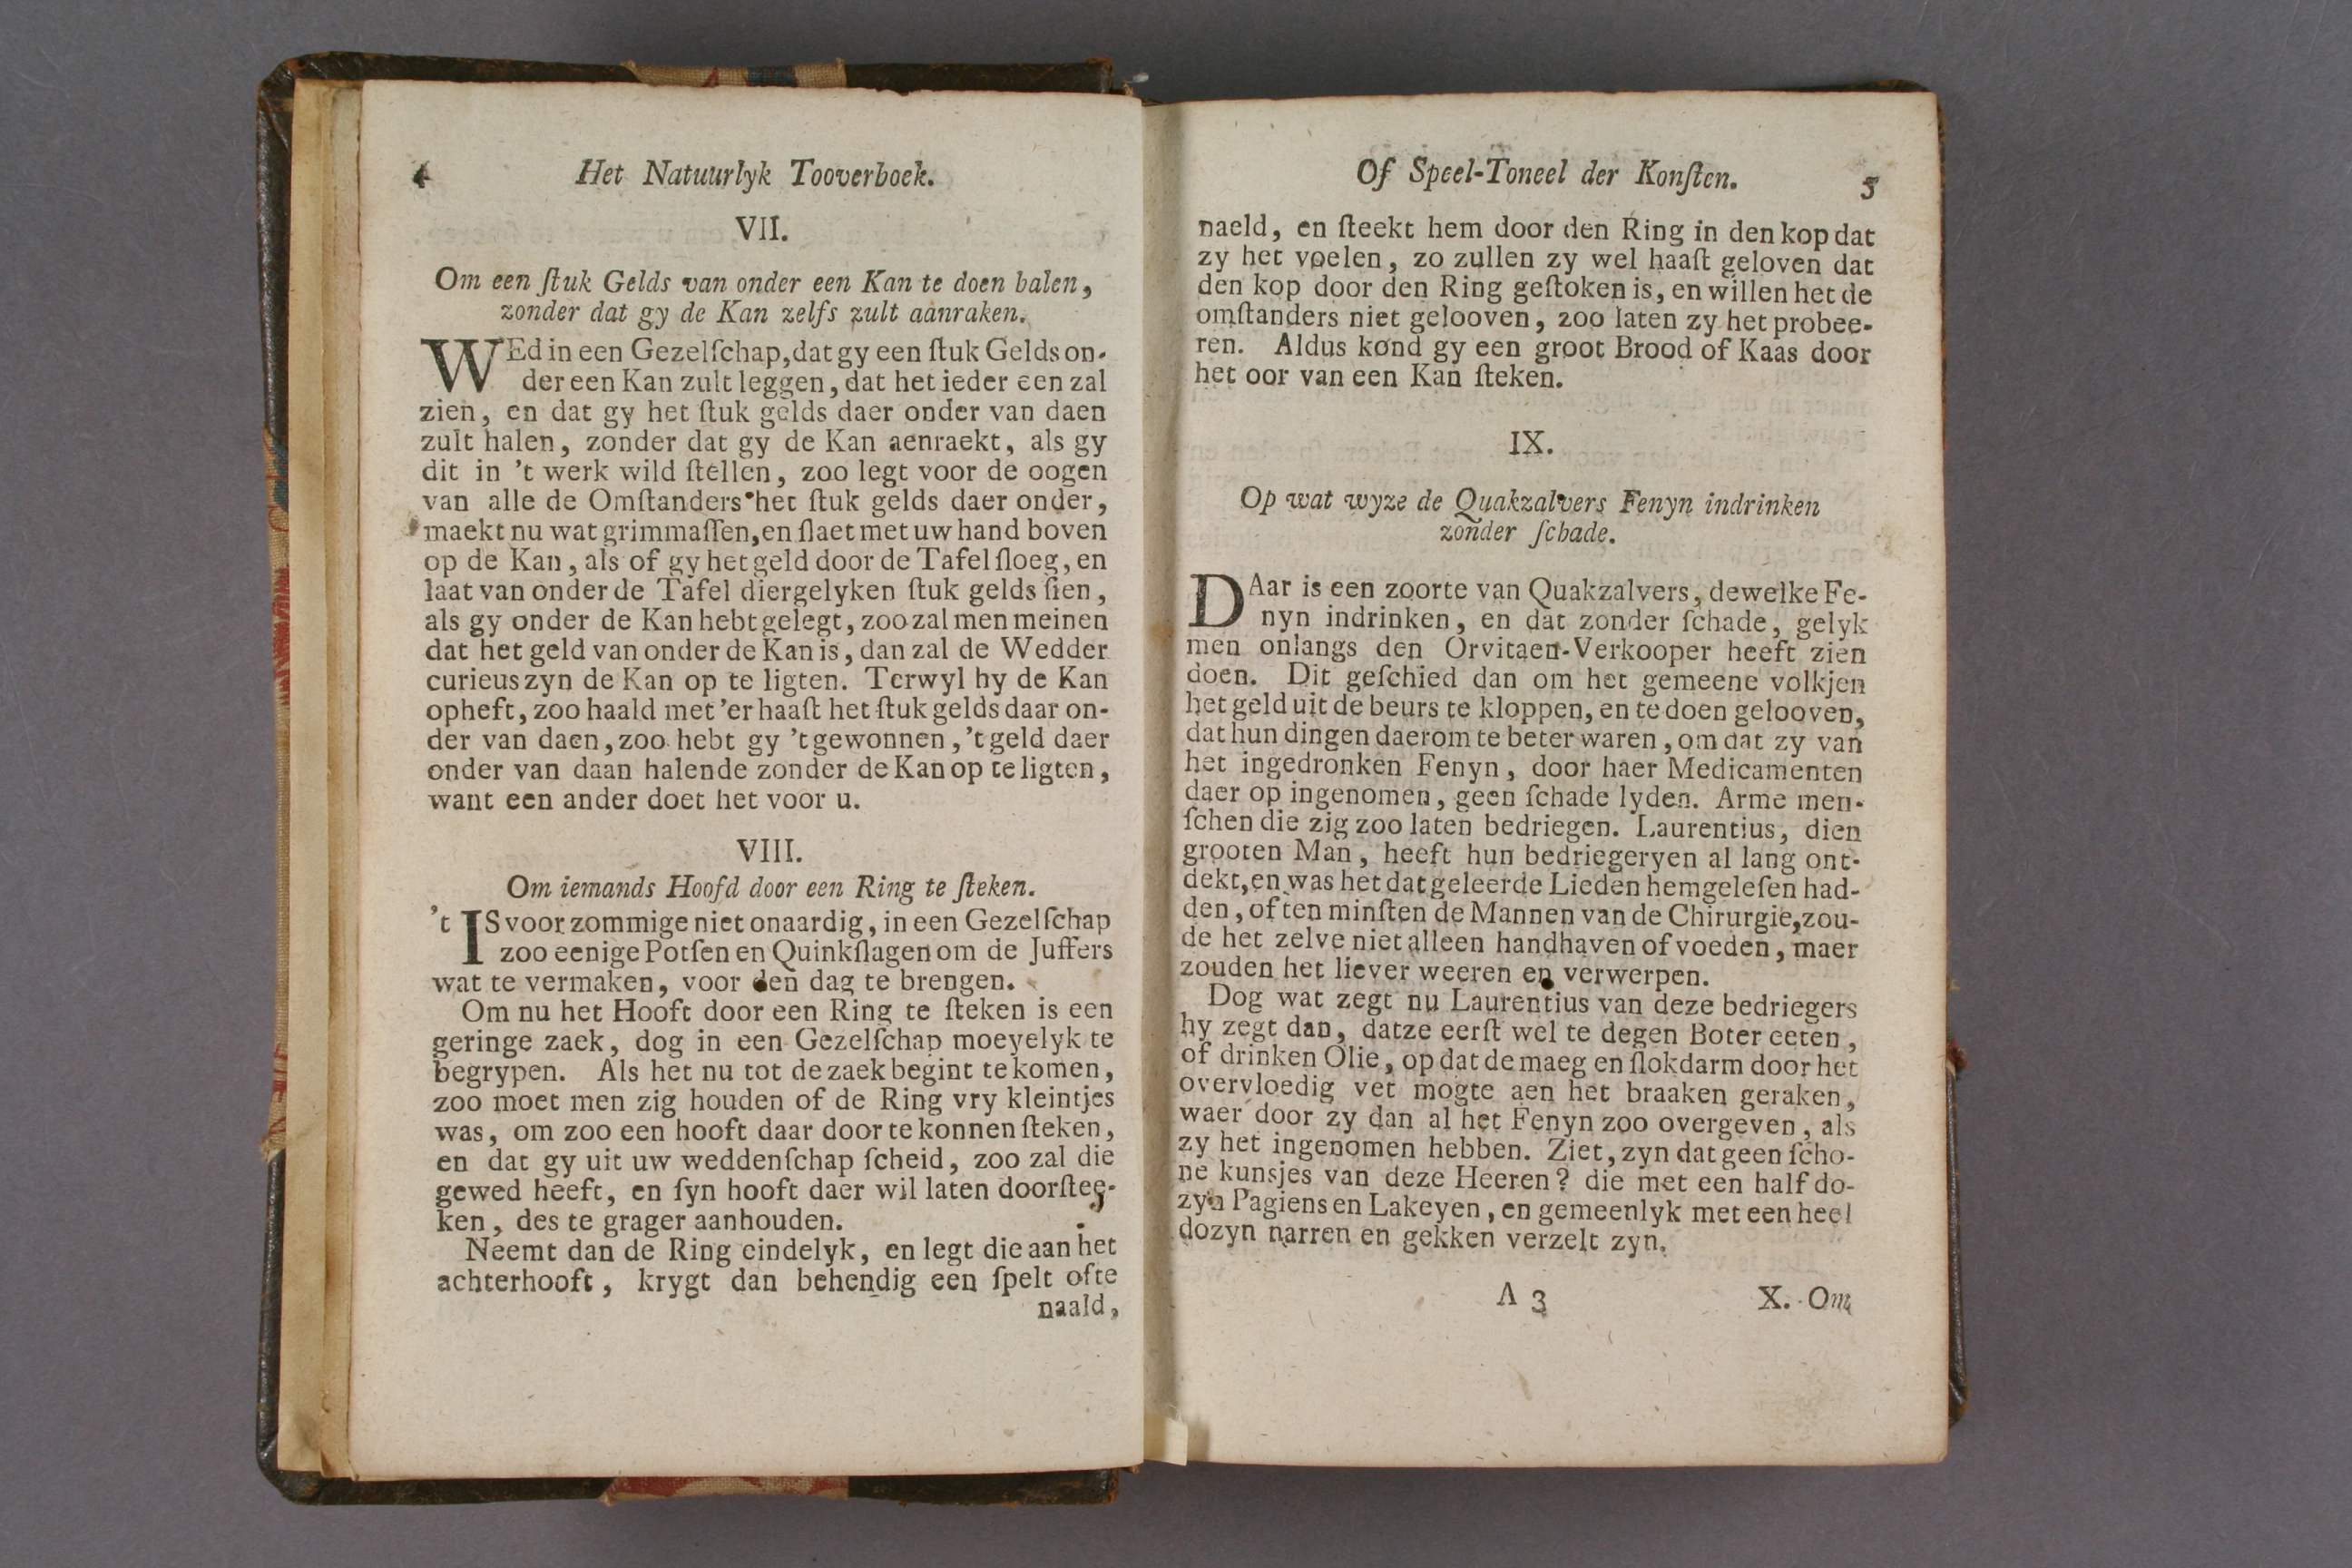 4 Het Natuurlyk Tooverboek.
VII.
Om een ſtuk Gelds van onder een Kan te doen halen,
zonder dat gy de Kan zelfs zult aanraken.
WEd in een Gezelſchap, dat gy een ſtuk Gelds on-
der een Kan zult leggen, dat het ieder een zal
zien, en dat gy het ſtuk gelds daer onder van daen
zult halen, zonder dat gy de Kan aenraekt, als gy
dit in 't werk wild ſtellen, zoo legt voor de oogen
van alle de Omſtanders het ſtuk gelds daer onder,
maekt nu wat grimmaſſen, en ſlaet met uw hand boven
op de Kan, als of gy het geld door de Tafel ſloeg, en
laat van onder de Tafel diergelyken ſtuk gelds ſien,
als gy onder de Kan hebt gelegt, zoo zal men meinen
dat het geld van onder de Kan is, dan zal de Wedder
curieus zyn de Kan op te ligten. Terwyl hy de Kan
opheft, zoo haald met 'er haaſt het ſtuk gelds daar on-
der van daen, zoo hebt gy 't gewonnen, 't geld daer
onder van daan halende zonder de Kan op te ligten,
want een ander doet het voor u.
VIII.
Om iemands Hoofd door een Ring te ſteken.
't IS voor zommige niet onaardig, in een Gezelſchap
zoo eenige Potſen en Quinkſlagen om de Juffers
wat te vermaken, voor den dag te brengen.
Om nu het Hooft door een Ring te ſteken is een
geringe zaek, dog in een Gezelſchap moeyelyk te
begrypen. Als het nu tot de zaek begint te komen,
zoo moet men zig houden of de Ring vry kleintjes
was, om zoo een hooft daar door te konnen ſteken,
en dat gy uit uw weddenſchap ſcheid, zoo zal die
gewed heeft, en ſyn hooft daer wil laten doorſtee-
ken, des te grager aanhouden.
Neemt dan de Ring eindelyk, en legt die aan het
achterhooft, krygt dan behendig een ſpelt ofte
naald,
Of Speel-Toneel der Konſten. 5
naeld, en ſteekt hem door den Ring in den kop dat
zy het voelen, zo zullen zy wel haaſt geloven dat
den kop door den Ring geſtoken is, en willen het de
omſtanders niet gelooven, zoo laten zy het probee-
ren. Aldus kond gy een groot Brood of Kaas door
het oor van een Kan ſteken.
IX.
Op wat wyze de Quakzalvers Fenyn indrinken
zonder ſchade.
DAar is een zoorte van Quakzalvers, dewelke Fe-
nyn indrinken, en dat zonder ſchade, gelyk
men onlangs den Orvitaen-Verkooper heeft zien
doen. Dit geſchied dan om het gemeene volkjen
het geld uit de beurs te kloppen, en te doen gelooven,
dat hun dingen daerom te beter waren, om dat zy van
het ingedronken Fenyn, door haer Medicamenten
daer op ingenomen, geen ſchade lyden. Arme men-
ſchen die zig zoo laten bedriegen. Laurentius, dien
grooten Man, heeft hun bedriegeryen al lang ont-
dekt, en was het dat geleerde Lieden hem geleſen had-
den, of ten minſten de Mannen van de Chirurgie, zou-
de het zelve niet alleen handhaven of voeden, maer
zouden het liever weeren en verwerpen.
Dog wat zegt nu Laurentius van deze bedriegers
hy zegt dan, datze eerſt wel te degen Boter eeten,
of drinken Olie, op dat de maeg en ſlokdarm door het
overvloedig vet mogte aen het braaken geraken,
waer door zy dan al het Fenyn zoo overgeven, als
zy het ingenomen hebben. Ziet, zyn dat geen ſcho-
ne kunsjes van deze Heeren? die met een half do-
zyn Pagiens en Lakeyen, en gemeenlyk met een heel
dozyn narren en gekken verzelt zyn.
A 3 X. Om